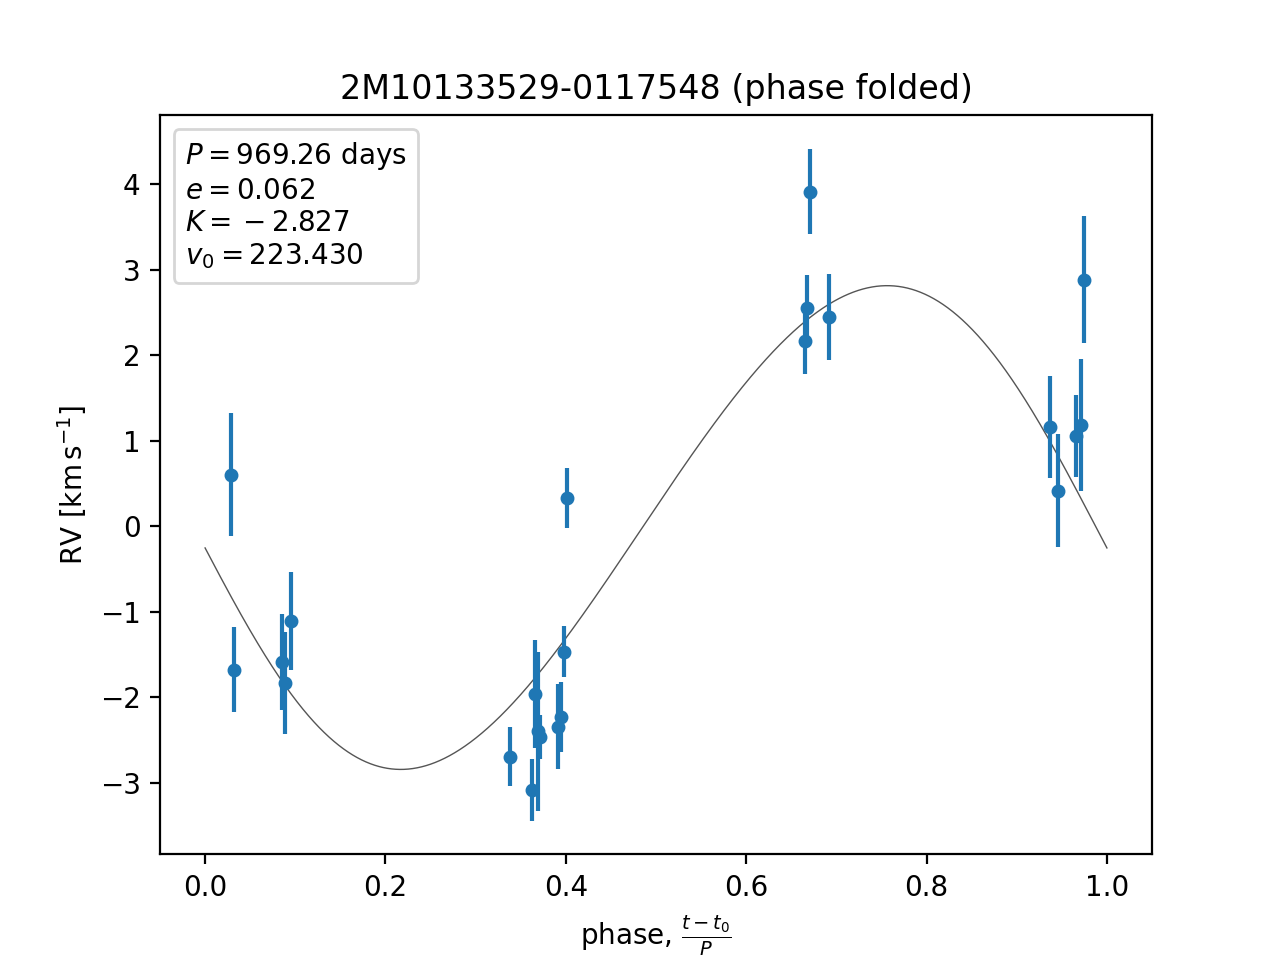 2M10133529-0117548 (phase folded)
P = 969.26 days
e = 0.062
K = −2.827
v₀ = 223.430
RV [km s⁻¹]
4
3
2
1
0
−1
−2
−3
0.0 0.2 0.4 0.6 0.8 1.0
phase, (t − t₀)/P